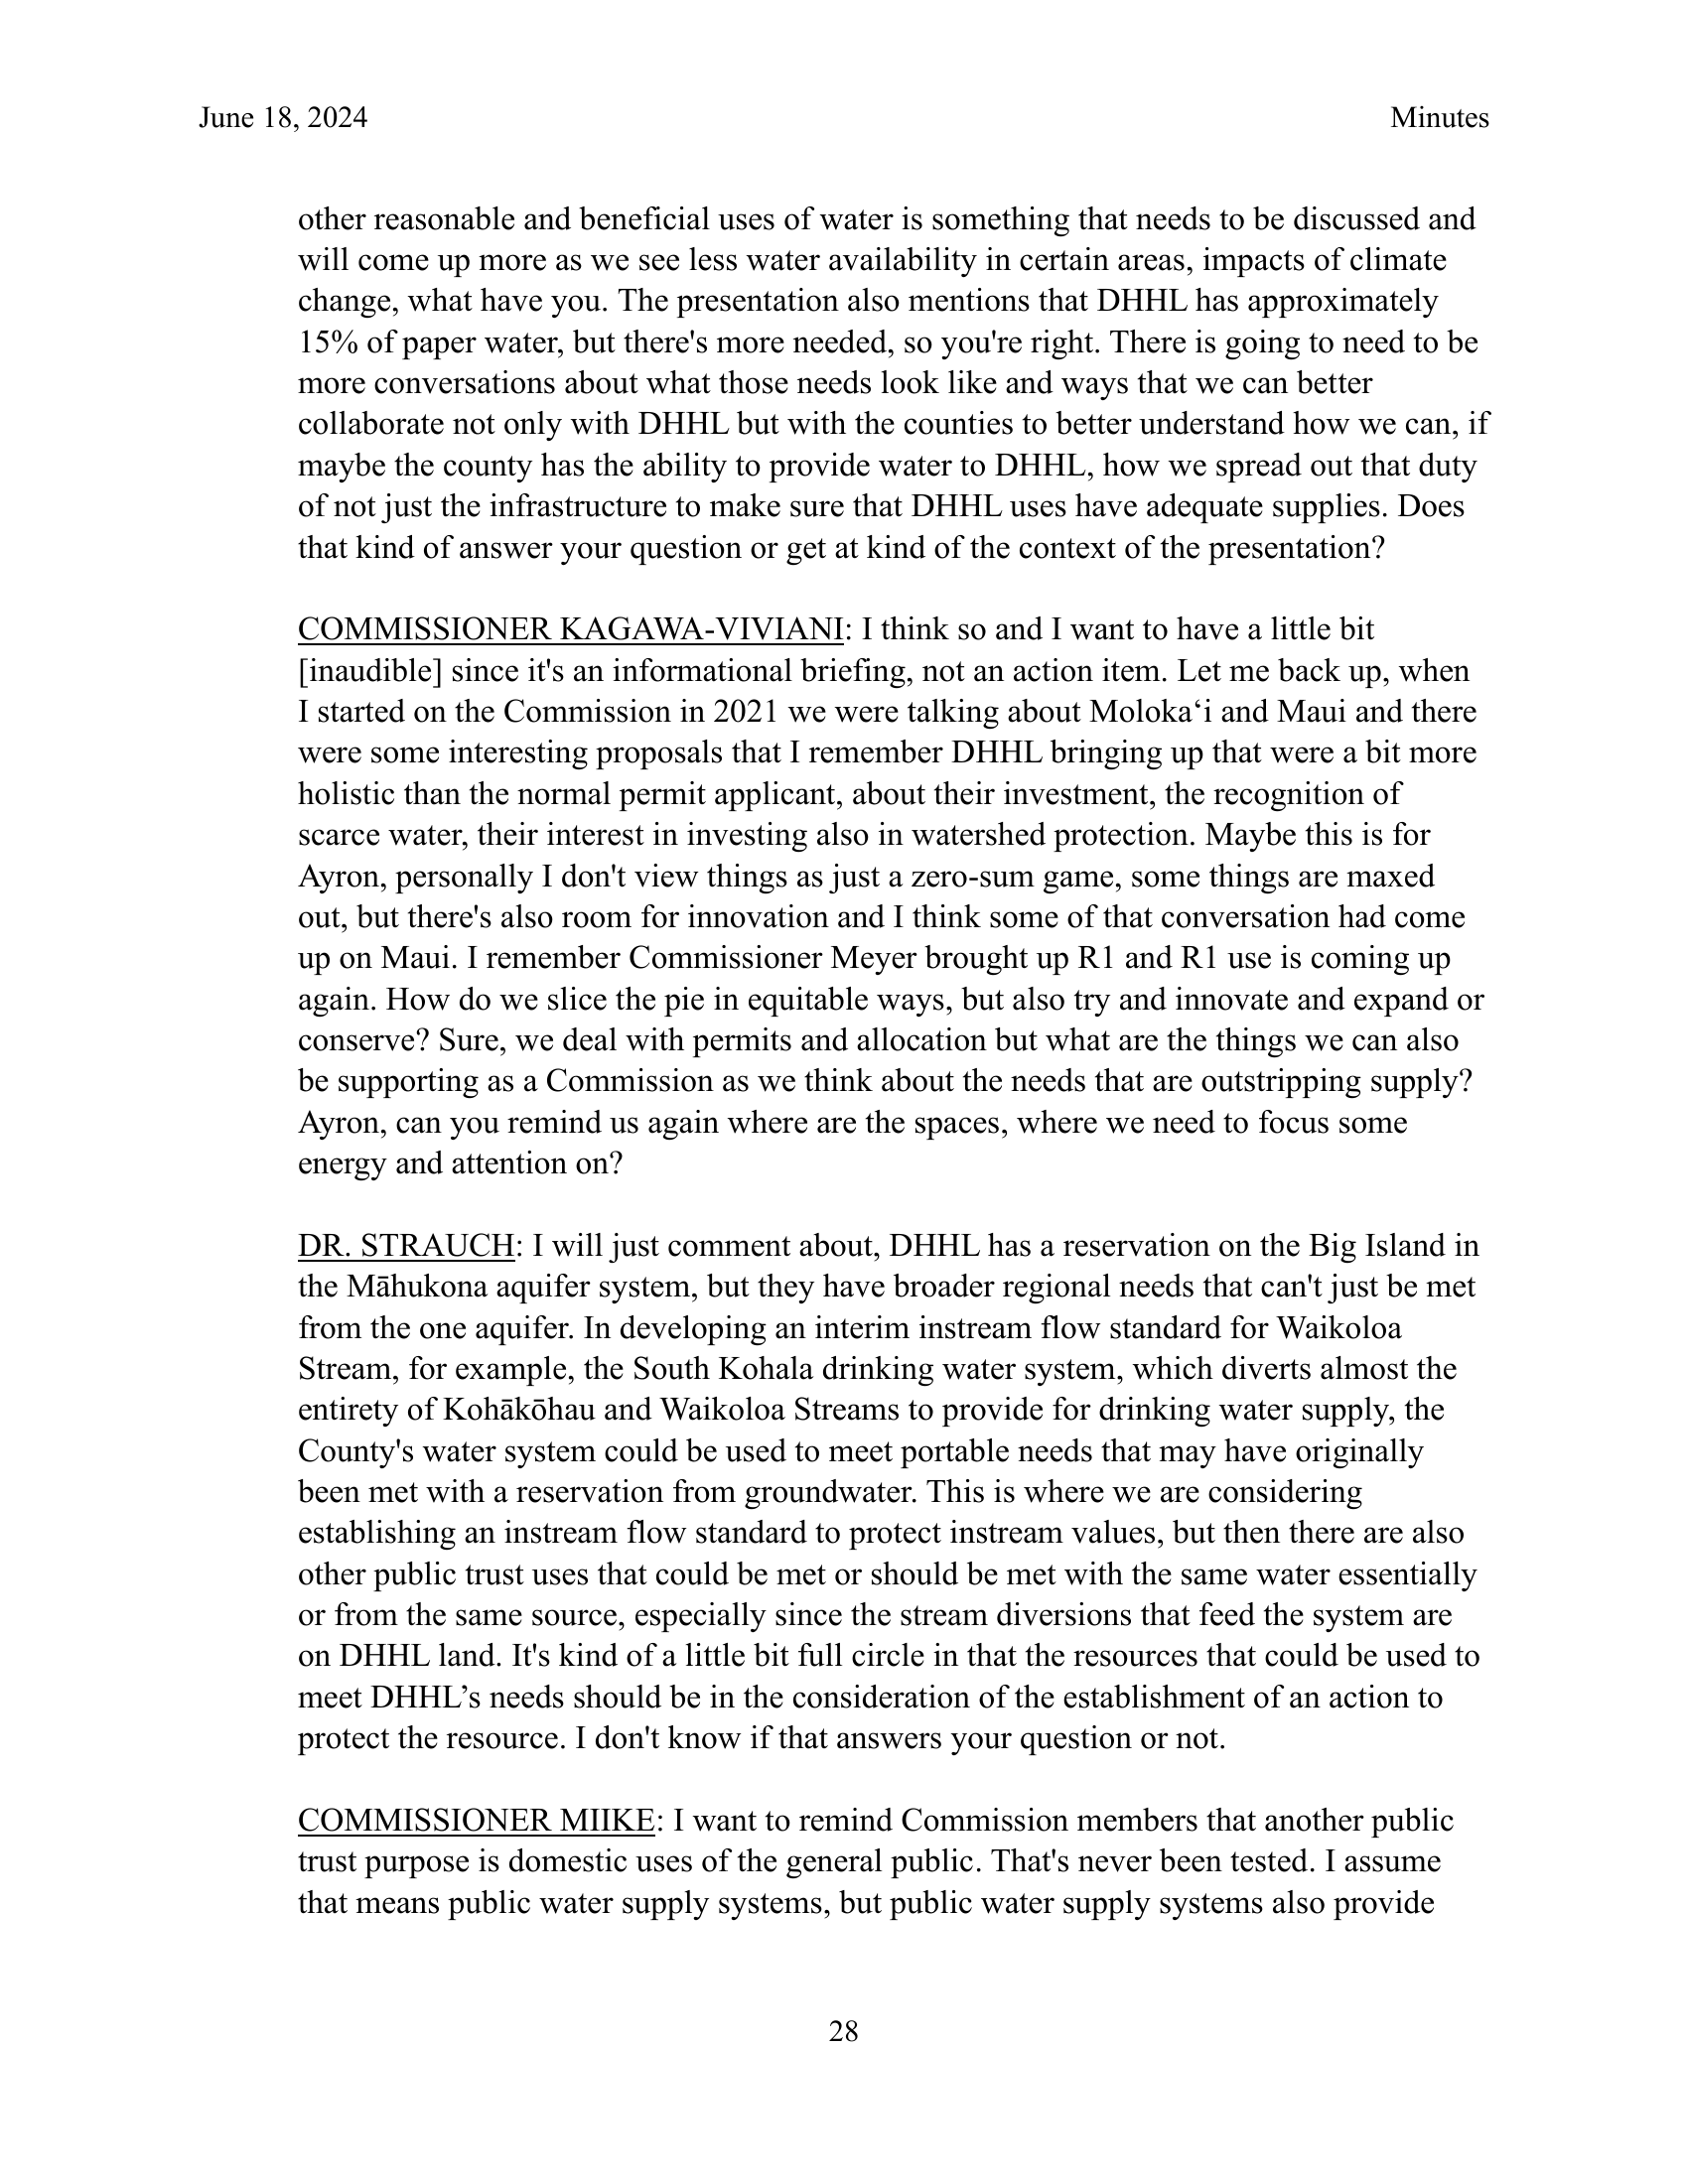 June 18, 2024 Minutes
other reasonable and beneficial uses of water is something that needs to be discussed and
will come up more as we see less water availability in certain areas, impacts of climate
change, what have you. The presentation also mentions that DHHL has approximately
15% of paper water, but there's more needed, so you're right. There is going to need to be
more conversations about what those needs look like and ways that we can better
collaborate not only with DHHL but with the counties to better understand how we can, if
maybe the county has the ability to provide water to DHHL, how we spread out that duty
of not just the infrastructure to make sure that DHHL uses have adequate supplies. Does
that kind of answer your question or get at kind of the context of the presentation?
COMMISSIONER KAGAWA-VIVIANI: I think so and I want to have a little bit
[inaudible] since it's an informational briefing, not an action item. Let me back up, when
I started on the Commission in 2021 we were talking about Molokaʻi and Maui and there
were some interesting proposals that I remember DHHL bringing up that were a bit more
holistic than the normal permit applicant, about their investment, the recognition of
scarce water, their interest in investing also in watershed protection. Maybe this is for
Ayron, personally I don't view things as just a zero-sum game, some things are maxed
out, but there's also room for innovation and I think some of that conversation had come
up on Maui. I remember Commissioner Meyer brought up R1 and R1 use is coming up
again. How do we slice the pie in equitable ways, but also try and innovate and expand or
conserve? Sure, we deal with permits and allocation but what are the things we can also
be supporting as a Commission as we think about the needs that are outstripping supply?
Ayron, can you remind us again where are the spaces, where we need to focus some
energy and attention on?
DR. STRAUCH: I will just comment about, DHHL has a reservation on the Big Island in
the Māhukona aquifer system, but they have broader regional needs that can't just be met
from the one aquifer. In developing an interim instream flow standard for Waikoloa
Stream, for example, the South Kohala drinking water system, which diverts almost the
entirety of Kohākōhau and Waikoloa Streams to provide for drinking water supply, the
County's water system could be used to meet portable needs that may have originally
been met with a reservation from groundwater. This is where we are considering
establishing an instream flow standard to protect instream values, but then there are also
other public trust uses that could be met or should be met with the same water essentially
or from the same source, especially since the stream diversions that feed the system are
on DHHL land. It's kind of a little bit full circle in that the resources that could be used to
meet DHHL’s needs should be in the consideration of the establishment of an action to
protect the resource. I don't know if that answers your question or not.
COMMISSIONER MIIKE: I want to remind Commission members that another public
trust purpose is domestic uses of the general public. That's never been tested. I assume
that means public water supply systems, but public water supply systems also provide
28